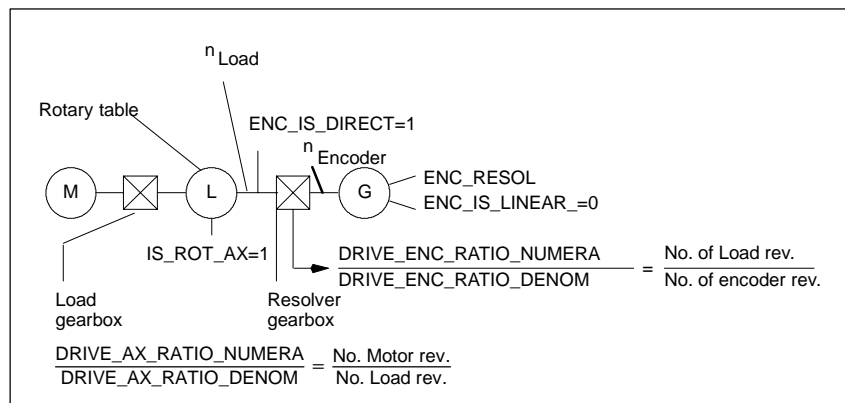 n Load
Rotary table
ENC_IS_DIRECT=1
n Encoder
M
L
G
ENC_RESOL
ENC_IS_LINEAR_=0
IS_ROT_AX=1
DRIVE_ENC_RATIO_NUMERA = No. of Load rev.
DRIVE_ENC_RATIO_DENOM No. of encoder rev.
Load
gearbox
Resolver
gearbox
DRIVE_AX_RATIO_NUMERA = No. Motor rev.
DRIVE_AX_RATIO_DENOM No. Load rev.